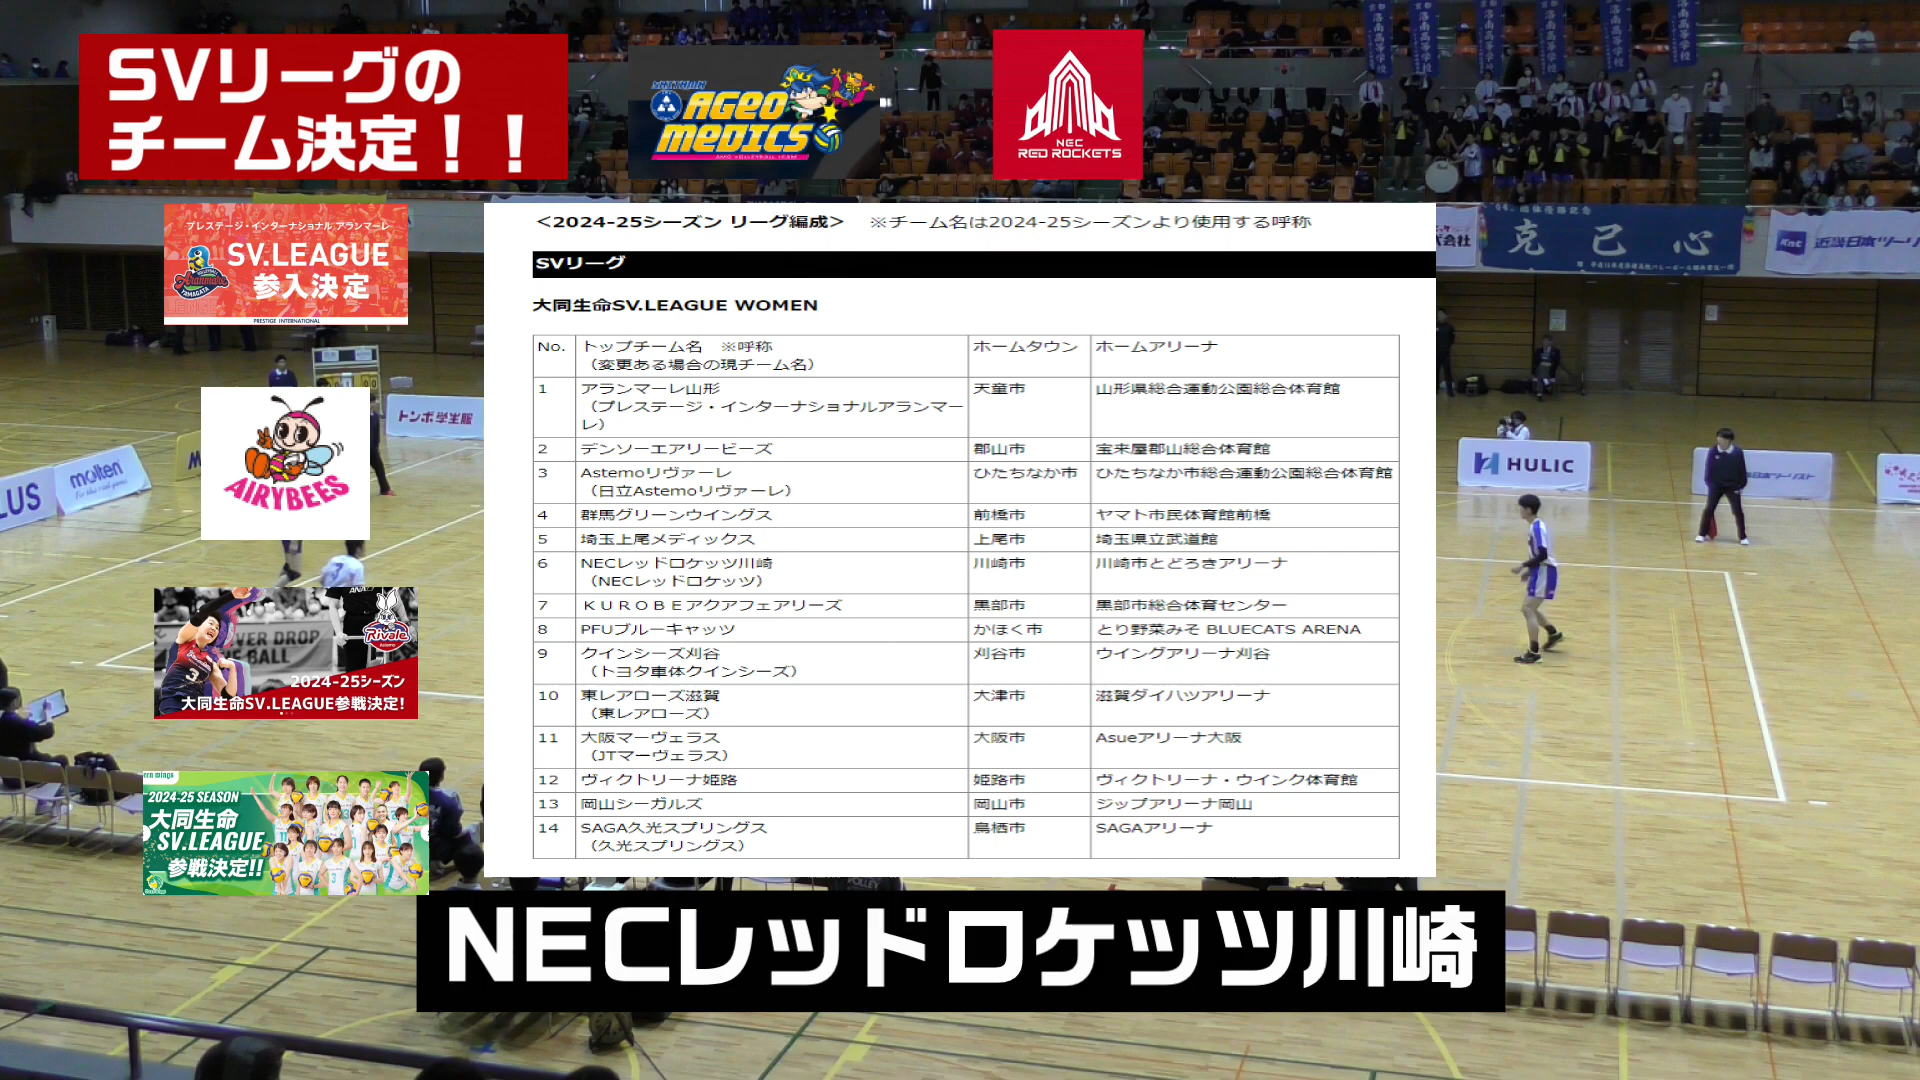 SVリーグの
チーム決定！！
AGEO
MEDICS
NEC
RED ROCKETS
プレステージ・インターナショナル アランマーレ
SV.LEAGUE
参入決定
Aranmare
YAMAGATA
PRESTIGE INTERNATIONAL
AIRYBEES
Rivale
Astemo
2024-25シーズン
大同生命SV.LEAGUE参戦決定!
2024-25 SEASON
大同生命
SV.LEAGUE
参戦決定!!
＜2024-25シーズン リーグ編成＞ ※チーム名は2024-25シーズンより使用する呼称
SVリーグ
大同生命SV.LEAGUE WOMEN
No. トップチーム名 ※呼称 ホームタウン ホームアリーナ
（変更ある場合の現チーム名）
1 アランマーレ山形 天童市 山形県総合運動公園総合体育館
（プレステージ・インターナショナルアランマー
レ）
2 デンソーエアリービーズ 郡山市 宝来屋郡山総合体育館
3 Astemoリヴァーレ ひたちなか市 ひたちなか市総合運動公園総合体育館
（日立Astemoリヴァーレ）
4 群馬グリーンウイングス 前橋市 ヤマト市民体育館前橋
5 埼玉上尾メディックス 上尾市 埼玉県立武道館
6 NECレッドロケッツ川崎 川崎市 川崎市とどろきアリーナ
（NECレッドロケッツ）
7 ＫＵＲＯＢＥアクアフェアリーズ 黒部市 黒部市総合体育センター
8 PFUブルーキャッツ かほく市 とり野菜みそ BLUECATS ARENA
9 クインシーズ刈谷 刈谷市 ウイングアリーナ刈谷
（トヨタ車体クインシーズ）
10 東レアローズ滋賀 大津市 滋賀ダイハツアリーナ
（東レアローズ）
11 大阪マーヴェラス 大阪市 Asueアリーナ大阪
（JTマーヴェラス）
12 ヴィクトリーナ姫路 姫路市 ヴィクトリーナ・ウインク体育館
13 岡山シーガルズ 岡山市 ジップアリーナ岡山
14 SAGA久光スプリングス 鳥栖市 SAGAアリーナ
（久光スプリングス）
NECレッドロケッツ川崎
洛南高等学校
克己心
KNT 近畿日本ツーリ
トンボ学生服
molten
For the real game
HULIC